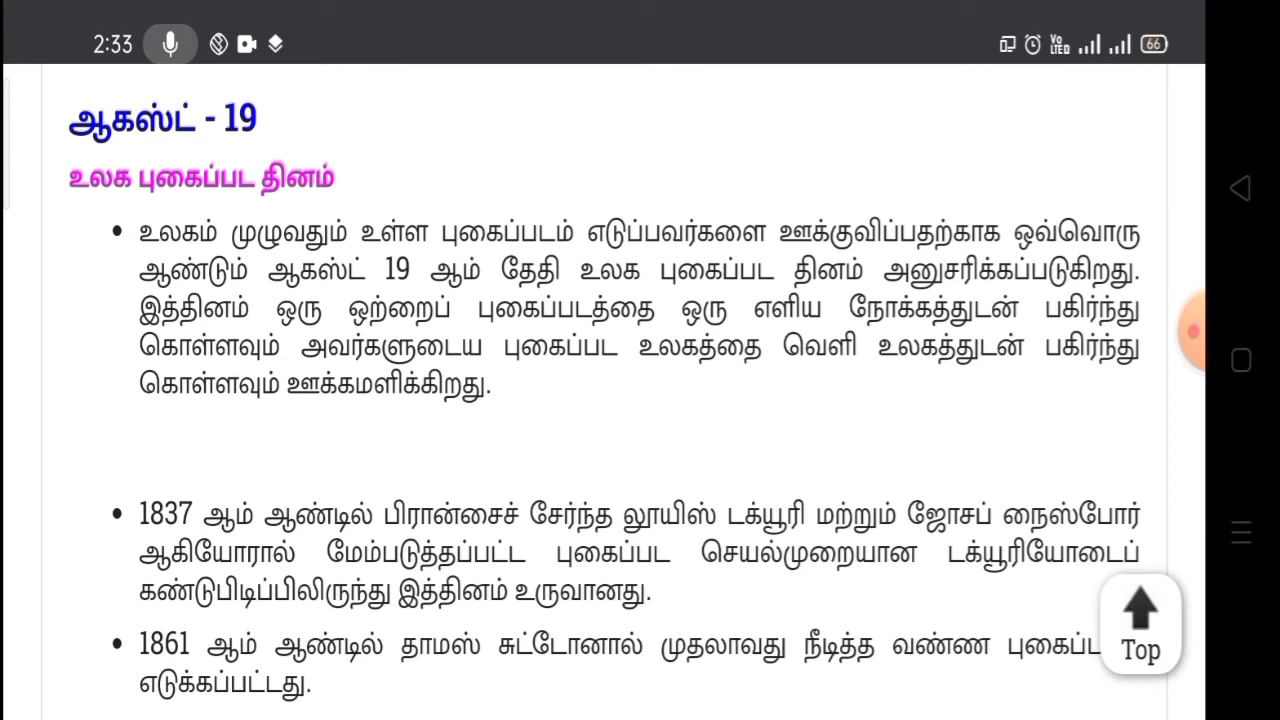 2:33
Vo LTED
66
ஆகஸ்ட் - 19
உலக புகைப்பட தினம்
• உலகம் முழுவதும் உள்ள புகைப்படம் எடுப்பவர்களை ஊக்குவிப்பதற்காக ஒவ்வொரு
ஆண்டும் ஆகஸ்ட் 19 ஆம் தேதி உலக புகைப்பட தினம் அனுசரிக்கப்படுகிறது.
இத்தினம் ஒரு ஒற்றைப் புகைப்படத்தை ஒரு எளிய நோக்கத்துடன் பகிர்ந்து
கொள்ளவும் அவர்களுடைய புகைப்பட உலகத்தை வெளி உலகத்துடன் பகிர்ந்து
கொள்ளவும் ஊக்கமளிக்கிறது.
• 1837 ஆம் ஆண்டில் பிரான்சைச் சேர்ந்த லூயிஸ் டக்யூரி மற்றும் ஜோசப் நைஸ்போர்
ஆகியோரால் மேம்படுத்தப்பட்ட புகைப்பட செயல்முறையான டக்யூரியோடைப்
கண்டுபிடிப்பிலிருந்து இத்தினம் உருவானது.
• 1861 ஆம் ஆண்டில் தாமஸ் சுட்டோனால் முதலாவது நீடித்த வண்ண
எடுக்கப்பட்டது.
Top